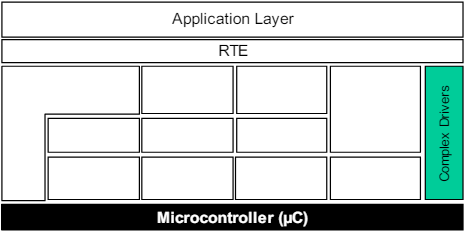 Application Layer
RTE
Complex Drivers
Microcontroller (µC)